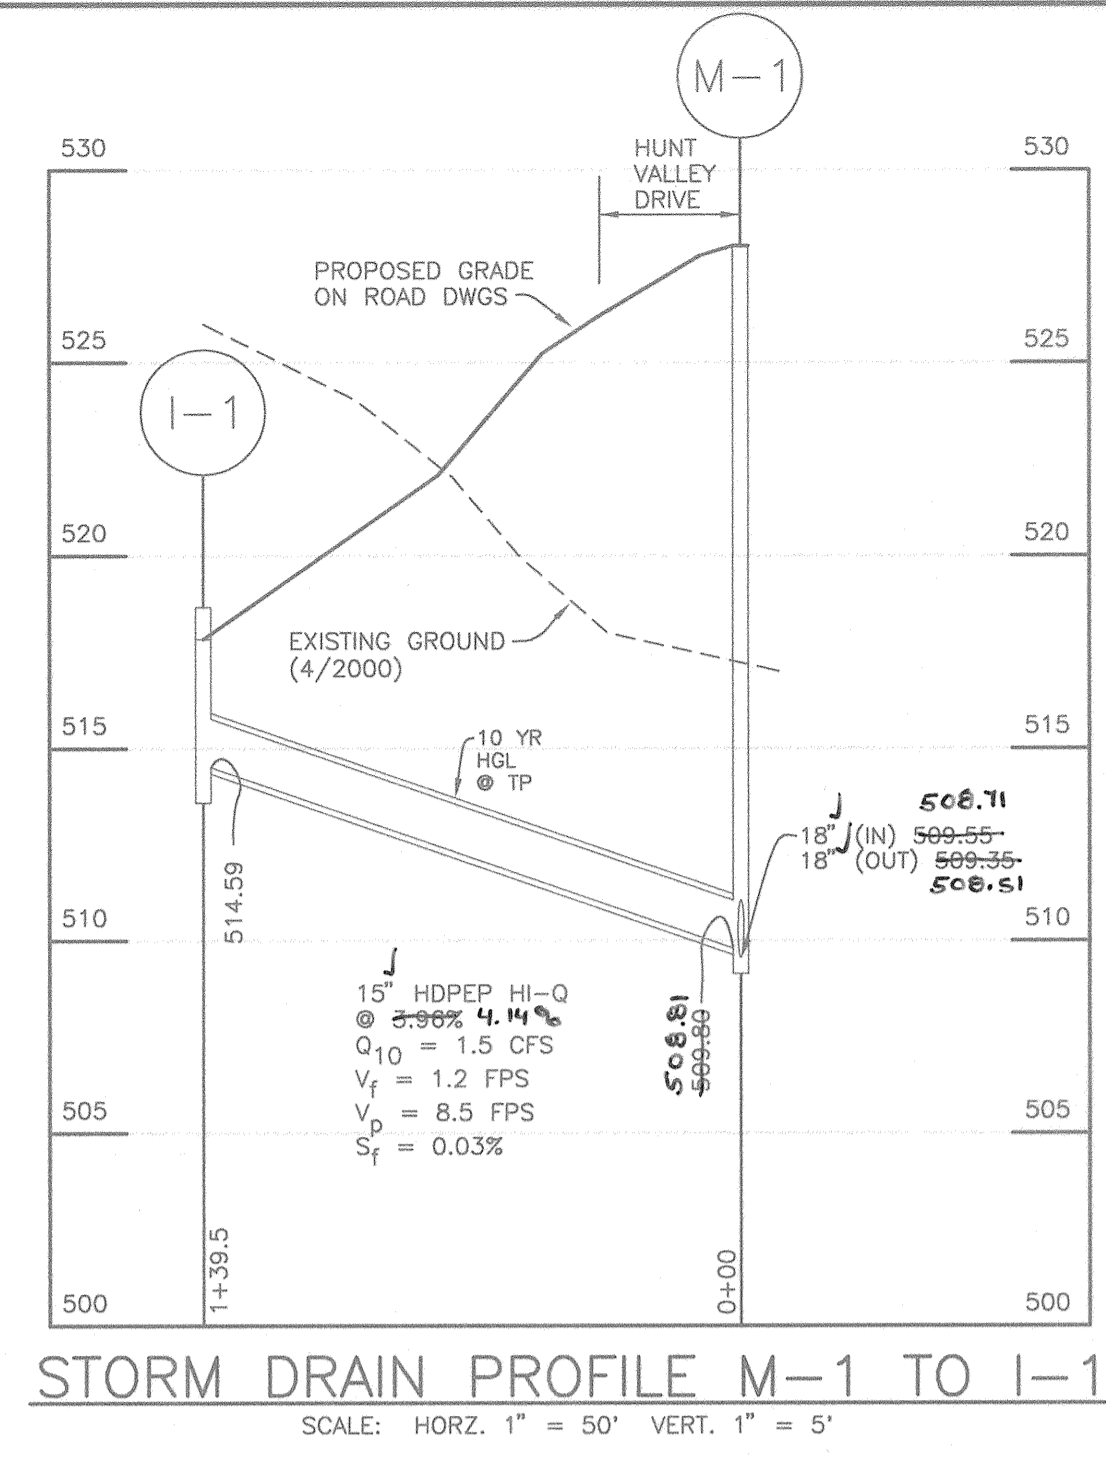 M-1
530
HUNT
VALLEY
DRIVE
530
PROPOSED GRADE
ON ROAD DWGS
525
525
I-1
520
520
EXISTING GROUND
(4/2000)
515
10 YR
HGL
@ TP
515
508.71
18" (IN) 509.55
18" (OUT) 509.35
508.51
514.59
510
510
15" HDPEP HI-Q
@ 3.96% 4.14%
Q10 = 1.5 CFS
Vf = 1.2 FPS
Vp = 8.5 FPS
Sf = 0.03%
508.81
509.80
505
505
1+39.5
0+00
500
500
STORM DRAIN PROFILE M-1 TO I-1
SCALE: HORZ. 1" = 50' VERT. 1" = 5'